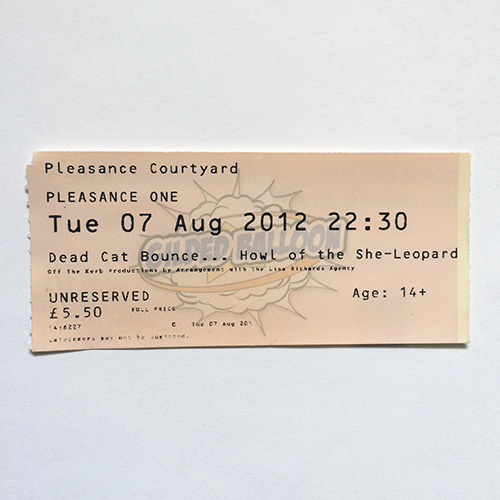 Pleasance Courtyard
PLEASANCE ONE
Tue 07 Aug 2012 22:30
GILDED BALLOON
Dead Cat Bounce... Howl of the She-Leopard
Off The Kerb Productions by Arrangement with the Lisa Richards Agency
UNRESERVED Age: 14+
£5.50 FULL PRICE
C Tue 07 Aug 201
Latecomers may not be admitted.